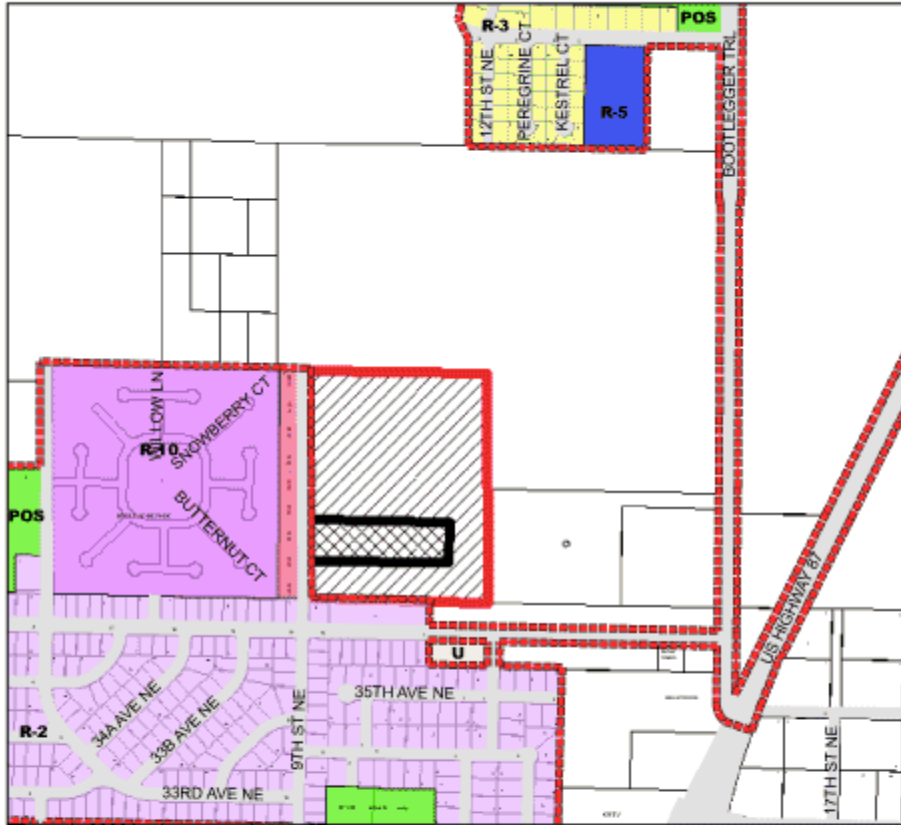 R-3
POS
12TH ST NE
PEREGRINE CT
KESTREL CT
R-5
BOOTLEGGER TRL
WILLOW LN
SNOWBERRY CT
R-10
BUTTERNUT CT
POS
US HIGHWAY 87
U
35TH AVE NE
34A AVE NE
33B AVE NE
9TH ST NE
R-2
33RD AVE NE
17TH ST NE